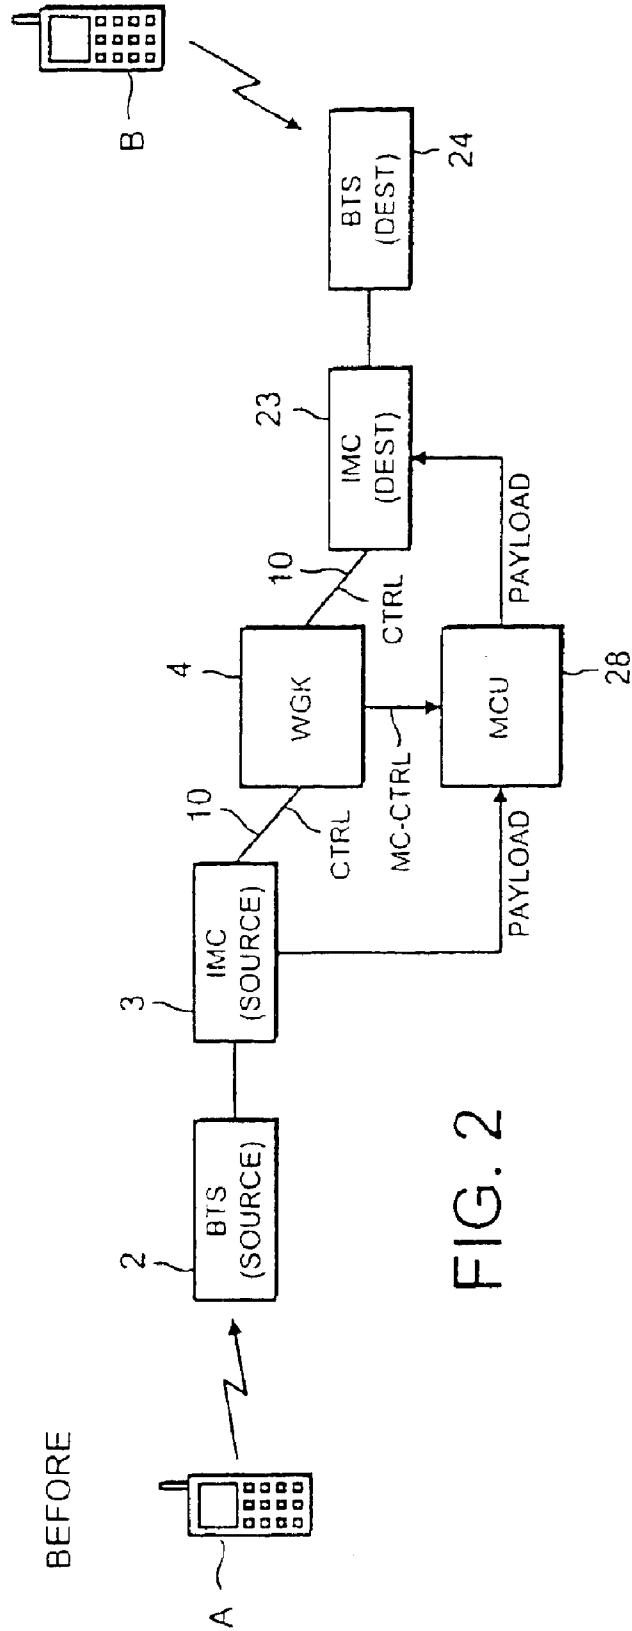 BEFORE
A
2
BTS
(SOURCE)
3
IMC
(SOURCE)
10
CTRL
4
WGK
10
CTRL
MC-CTRL
PAYLOAD
MCU
28
PAYLOAD
23
IMC
(DEST)
BTS
(DEST)
24
B
FIG. 2